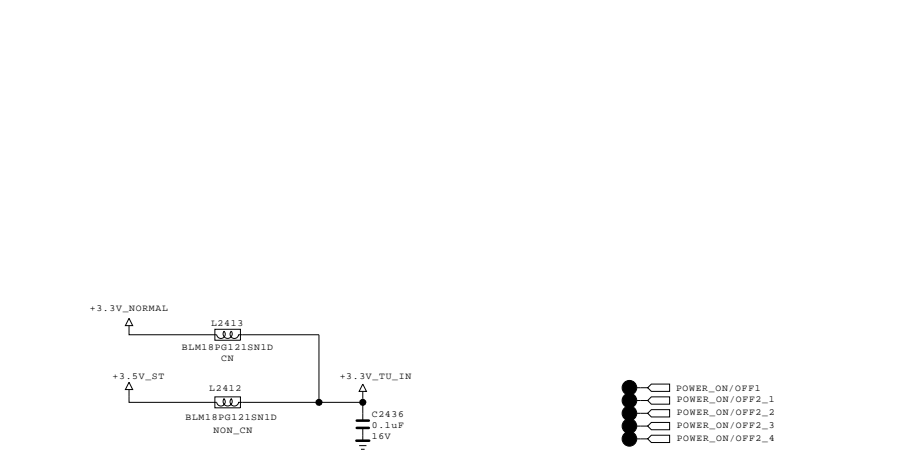 +3.3V_NORMAL
L2413
BLM18PG121SN1D
CN
+3.5V_ST
L2412
BLM18PG121SN1D
NON_CN
+3.3V_TU_IN
C2436
0.1uF
16V
POWER_ON/OFF1
POWER_ON/OFF2_1
POWER_ON/OFF2_2
POWER_ON/OFF2_3
POWER_ON/OFF2_4